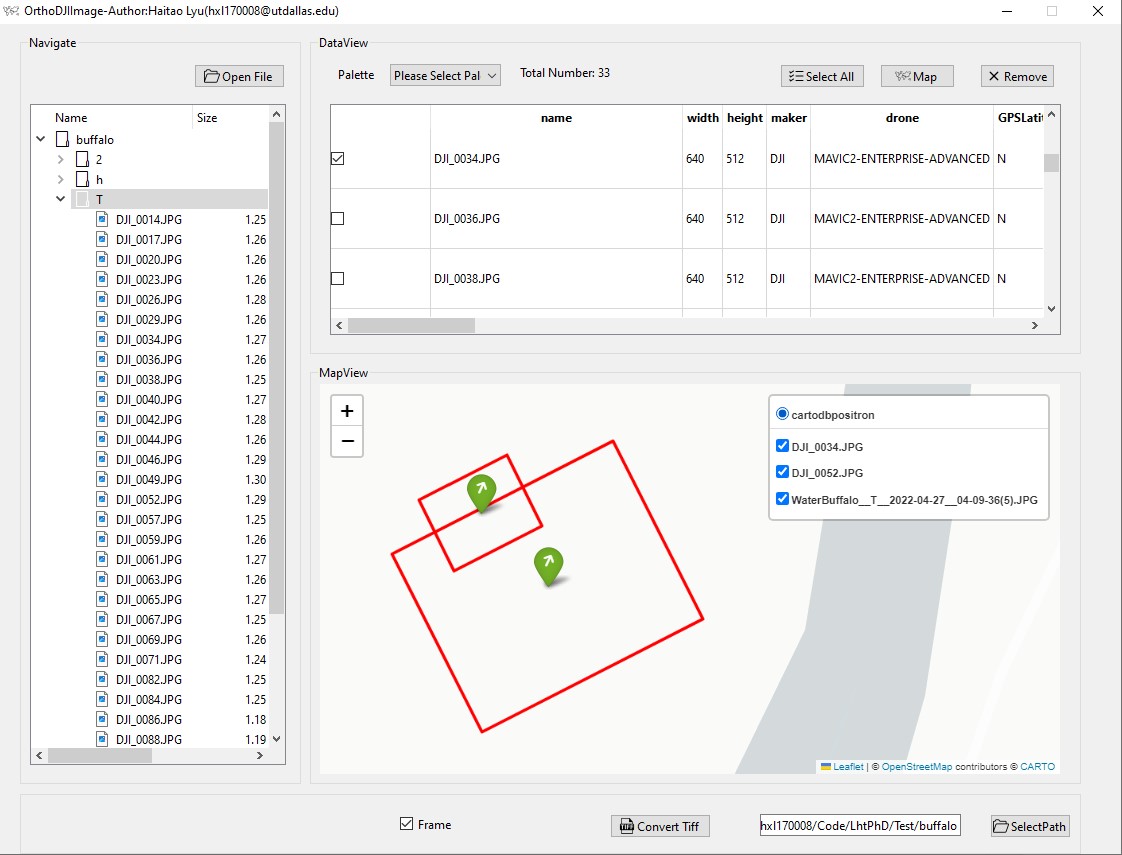 OrthoDJIImage-Author:Haitao Lyu(hxl170008@utdallas.edu)
Navigate
Open File
Name Size
buffalo
2
h
T
DJI_0014.JPG 1.25
DJI_0017.JPG 1.26
DJI_0020.JPG 1.26
DJI_0023.JPG 1.26
DJI_0026.JPG 1.28
DJI_0029.JPG 1.26
DJI_0034.JPG 1.27
DJI_0036.JPG 1.26
DJI_0038.JPG 1.25
DJI_0040.JPG 1.27
DJI_0042.JPG 1.28
DJI_0044.JPG 1.26
DJI_0046.JPG 1.29
DJI_0049.JPG 1.30
DJI_0052.JPG 1.29
DJI_0057.JPG 1.25
DJI_0059.JPG 1.26
DJI_0061.JPG 1.27
DJI_0063.JPG 1.26
DJI_0065.JPG 1.27
DJI_0067.JPG 1.25
DJI_0069.JPG 1.26
DJI_0071.JPG 1.24
DJI_0082.JPG 1.25
DJI_0084.JPG 1.25
DJI_0086.JPG 1.18
DJI_0088.JPG 1.19
DataView
Palette Please Select Pal Total Number: 33 Select All Map Remove
name width height maker drone GPSLatit
DJI_0034.JPG 640 512 DJI MAVIC2-ENTERPRISE-ADVANCED N
DJI_0036.JPG 640 512 DJI MAVIC2-ENTERPRISE-ADVANCED N
DJI_0038.JPG 640 512 DJI MAVIC2-ENTERPRISE-ADVANCED N
MapView
+
−
cartodbpositron
DJI_0034.JPG
DJI_0052.JPG
WaterBuffalo__T__2022-04-27__04-09-36(5).JPG
Leaflet | © OpenStreetMap contributors © CARTO
Frame Convert Tiff hxl170008/Code/LhtPhD/Test/buffalo SelectPath